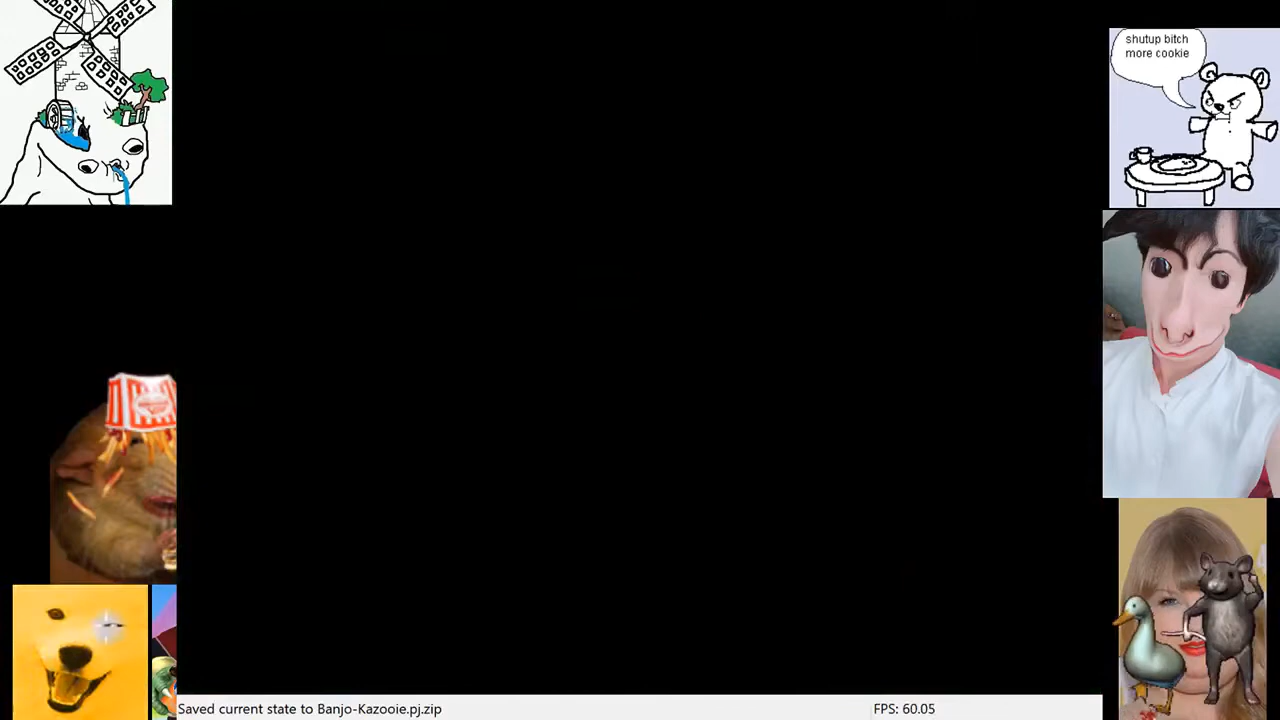 shutup bitch
more cookie
Saved current state to Banjo-Kazooie.pj.zip
FPS: 60.05